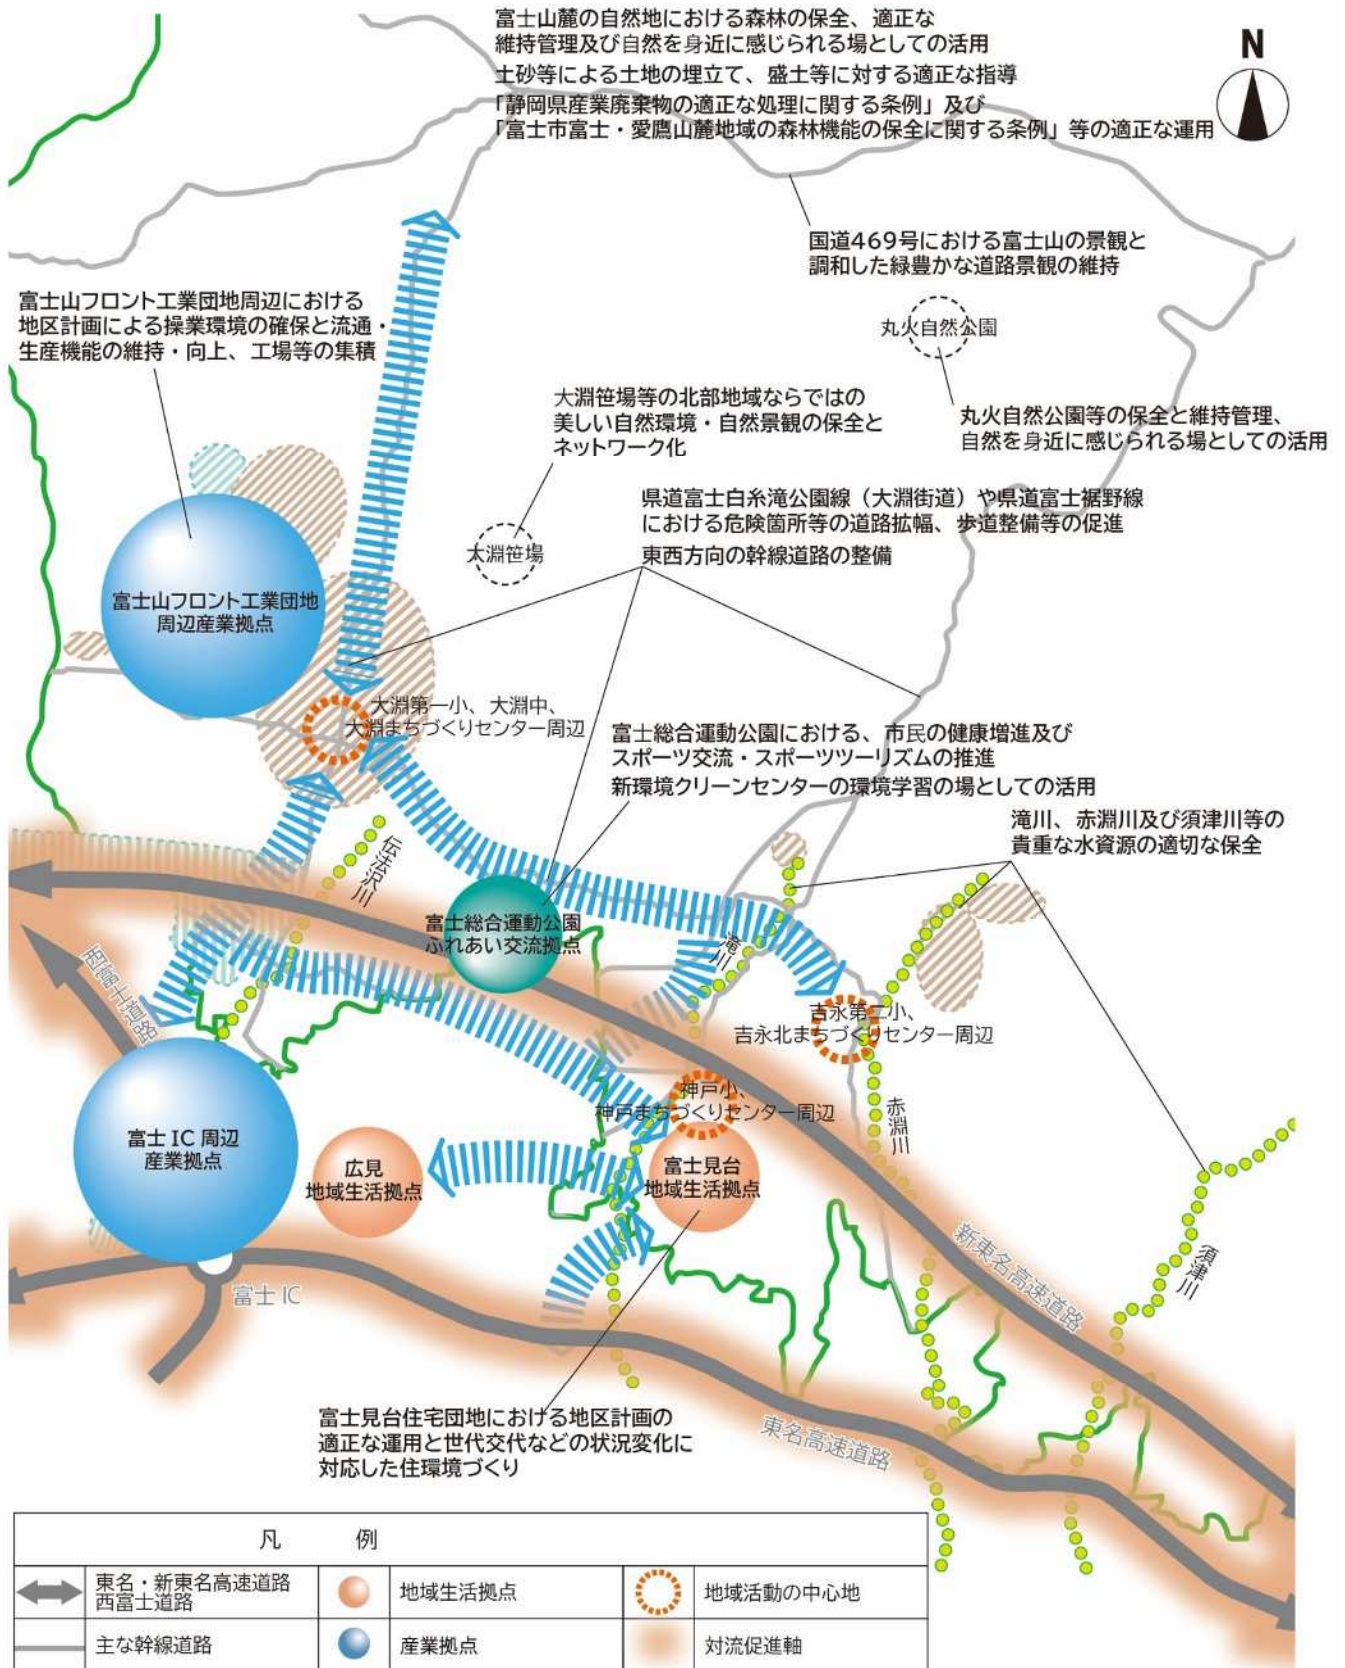 富士山麓の自然地における森林の保全、適正な
維持管理及び自然を身近に感じられる場としての活用
土砂等による土地の埋立て、盛土等に対する適正な指導
「静岡県産業廃棄物の適正な処理に関する条例」及び
「富士市富士・愛鷹山麓地域の森林機能の保全に関する条例」等の適正な運用
N
国道469号における富士山の景観と
調和した緑豊かな道路景観の維持
富士山フロント工業団地周辺における
地区計画による操業環境の確保と流通・
生産機能の維持・向上、工場等の集積
丸火自然公園
丸火自然公園等の保全と維持管理、
自然を身近に感じられる場としての活用
大淵笹場等の北部地域ならではの
美しい自然環境・自然景観の保全と
ネットワーク化
大淵笹場
県道富士白糸滝公園線（大淵街道）や県道富士裾野線
における危険箇所等の道路拡幅、歩道整備等の促進
東西方向の幹線道路の整備
富士山フロント工業団地
周辺産業拠点
大淵第一小、大淵中、
大淵まちづくりセンター周辺
富士総合運動公園における、市民の健康増進及び
スポーツ交流・スポーツツーリズムの推進
新環境クリーンセンターの環境学習の場としての活用
滝川、赤淵川及び須津川等の
貴重な水資源の適切な保全
伝法沢川
富士総合運動公園
ふれあい交流拠点
滝川
西富士道路
吉永第二小、
吉永北まちづくりセンター周辺
神戸小、
神戸まちづくりセンター周辺
赤淵川
富士 IC 周辺
産業拠点
広見
地域生活拠点
富士見台
地域生活拠点
新東名高速道路
須津川
富士 IC
富士見台住宅団地における地区計画の
適正な運用と世代交代などの状況変化に
対応した住環境づくり
東名高速道路
凡 例
東名・新東名高速道路
西富士道路
地域生活拠点
地域活動の中心地
主な幹線道路
産業拠点
対流促進軸